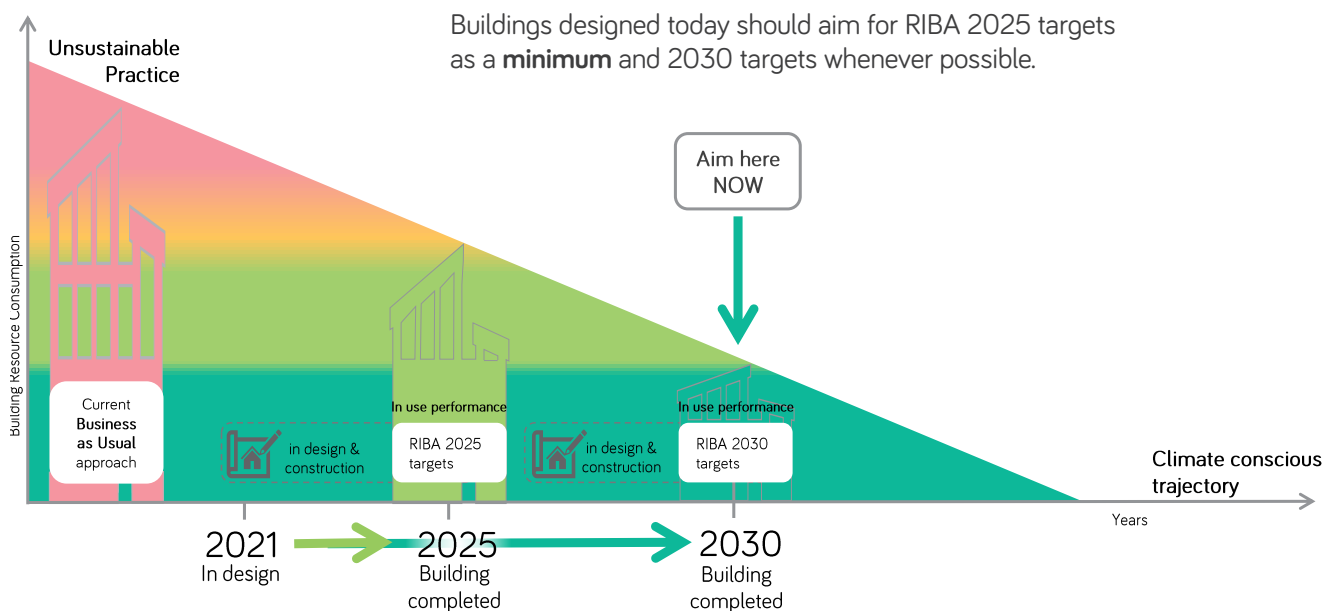 Buildings designed today should aim for RIBA 2025 targets
as a minimum and 2030 targets whenever possible.
Unsustainable
Practice
Aim here
NOW
Building Resource Consumption
Current
Business
as Usual
approach
in design &
construction
In use performance
RIBA 2025
targets
in design &
construction
In use performance
RIBA 2030
targets
Climate conscious
trajectory
Years
2021
In design
2025
Building
completed
2030
Building
completed